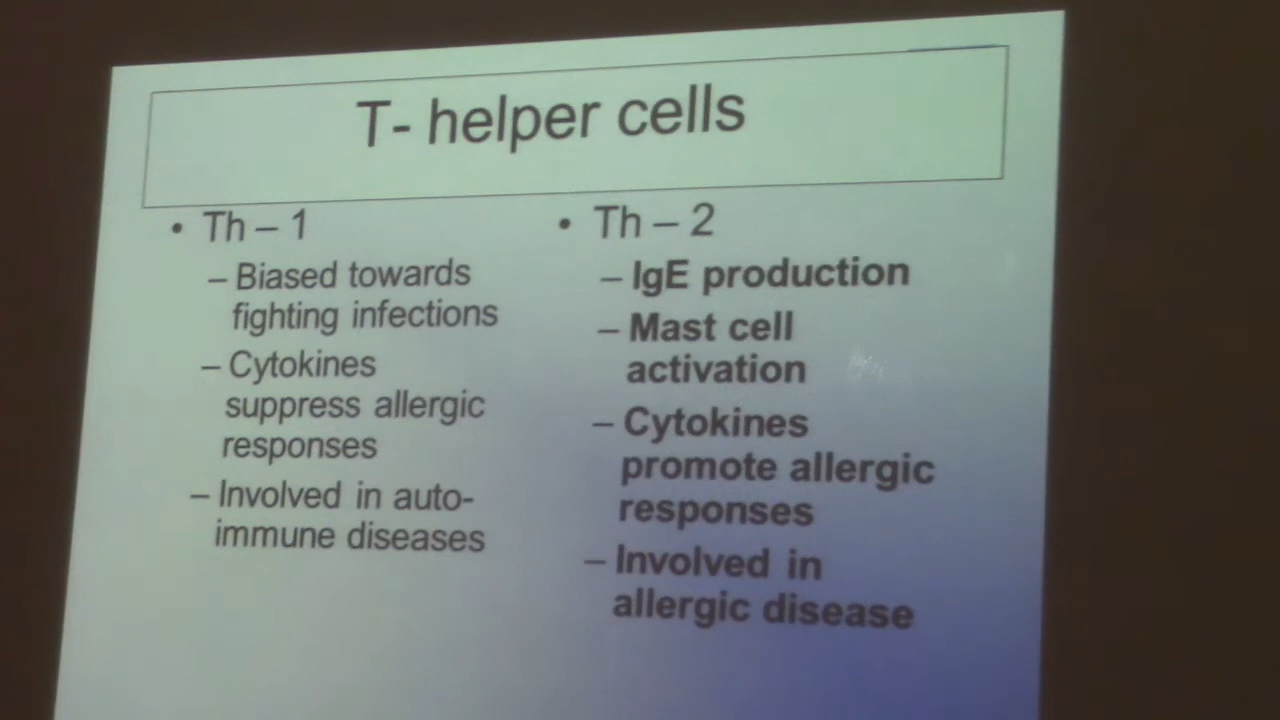 T- helper cells
• Th – 1
– Biased towards
fighting infections
– Cytokines
suppress allergic
responses
– Involved in auto-
immune diseases
• Th – 2
– IgE production
– Mast cell
activation
– Cytokines
promote allergic
responses
– Involved in
allergic disease